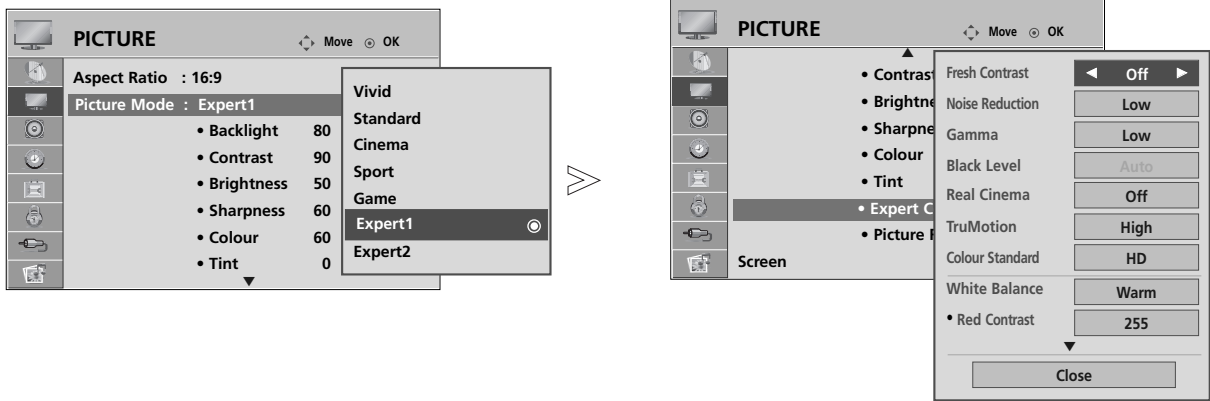 PICTURE
Move OK
Aspect Ratio : 16:9
Picture Mode : Expert1
• Backlight 80
• Contrast 90
• Brightness 50
• Sharpness 60
• Colour 60
• Tint 0
Vivid
Standard
Cinema
Sport
Game
Expert1
Expert2
PICTURE
Move OK
• Contrast
• Brightne
• Sharpne
• Colour
• Tint
• Expert C
• Picture
Screen
Fresh Contrast Off
Noise Reduction Low
Gamma Low
Black Level Auto
Real Cinema Off
TruMotion High
Colour Standard HD
White Balance Warm
• Red Contrast 255
Close